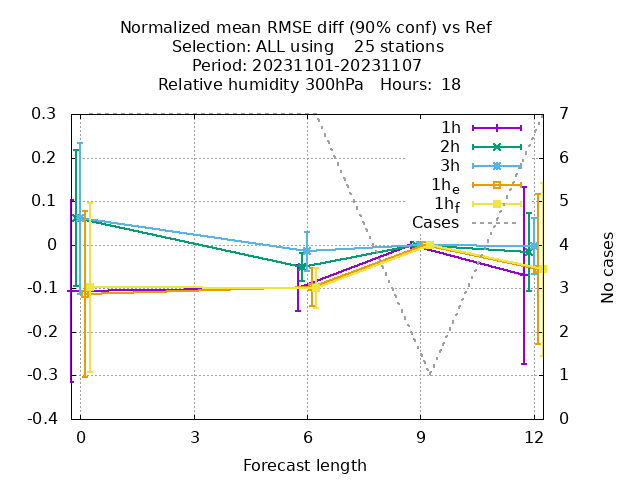 Normalized mean RMSE diff (90% conf) vs Ref
Selection: ALL using    25 stations
Period: 20231101-20231107
Relative humidity 300hPa   Hours:  18
0.3
0.2
0.1
0
-0.1
-0.2
-0.3
-0.4
7
6
5
4
3
2
1
0
1h
2h
3h
1he
1hf
Cases
No cases
0 3 6 9 12
Forecast length